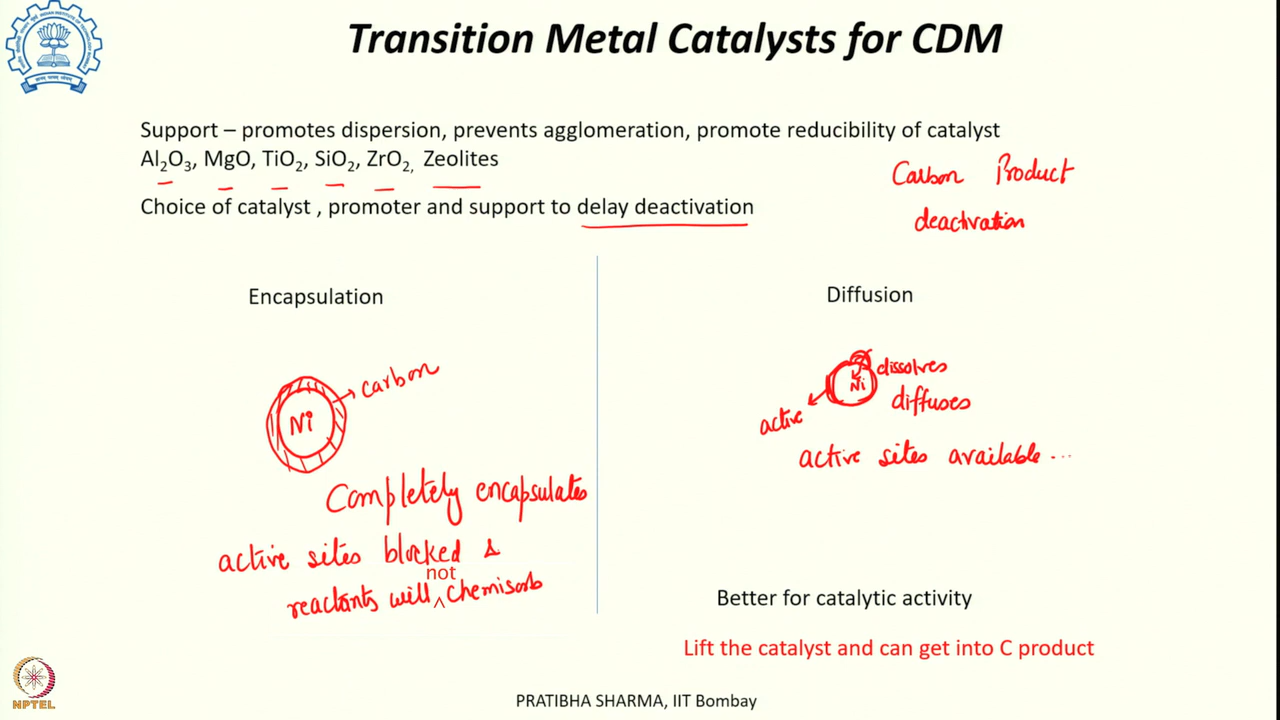 Transition Metal Catalysts for CDM
Support – promotes dispersion, prevents agglomeration, promote reducibility of catalyst
Al₂O₃, MgO, TiO₂, SiO₂, ZrO₂, Zeolites
Carbon Product
deactivation
Choice of catalyst , promoter and support to delay deactivation
Encapsulation
Ni
carbon
Completely encapsulates
active sites blocked &
reactants will not chemisorb
Diffusion
Ni
dissolves
diffuses
active
active sites available ...
Better for catalytic activity
Lift the catalyst and can get into C product
NPTEL
PRATIBHA SHARMA, IIT Bombay